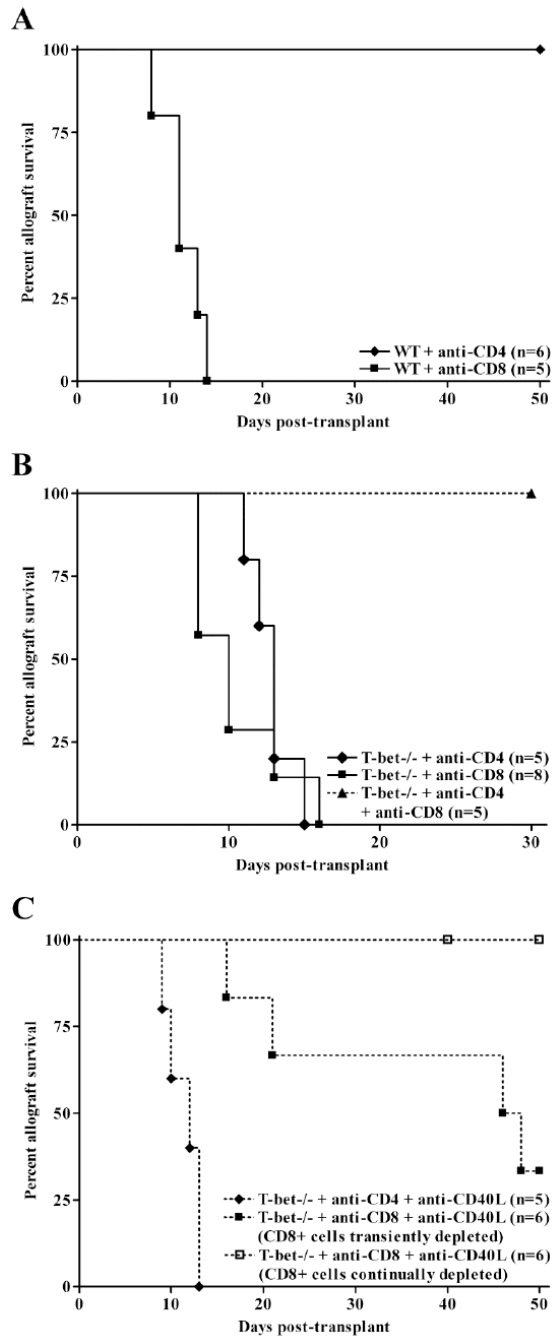 A
100
75
50
25
0
Percent allograft survival
WT + anti-CD4 (n=6)
WT + anti-CD8 (n=5)
10
20
30
40
50
Days post-transplant
B
100
75
50
25
0
Percent allograft survival
T-bet-/- + anti-CD4 (n=5)
T-bet-/- + anti-CD8 (n=8)
T-bet-/- + anti-CD4
+ anti-CD8 (n=5)
10
20
30
Days post-transplant
C
100
75
50
25
0
Percent allograft survival
T-bet-/- + anti-CD4 + anti-CD40L (n=5)
T-bet-/- + anti-CD8 + anti-CD40L (n=6)
(CD8+ cells transiently depleted)
T-bet-/- + anti-CD8 + anti-CD40L (n=6)
(CD8+ cells continually depleted)
10
20
30
40
50
Days post-transplant